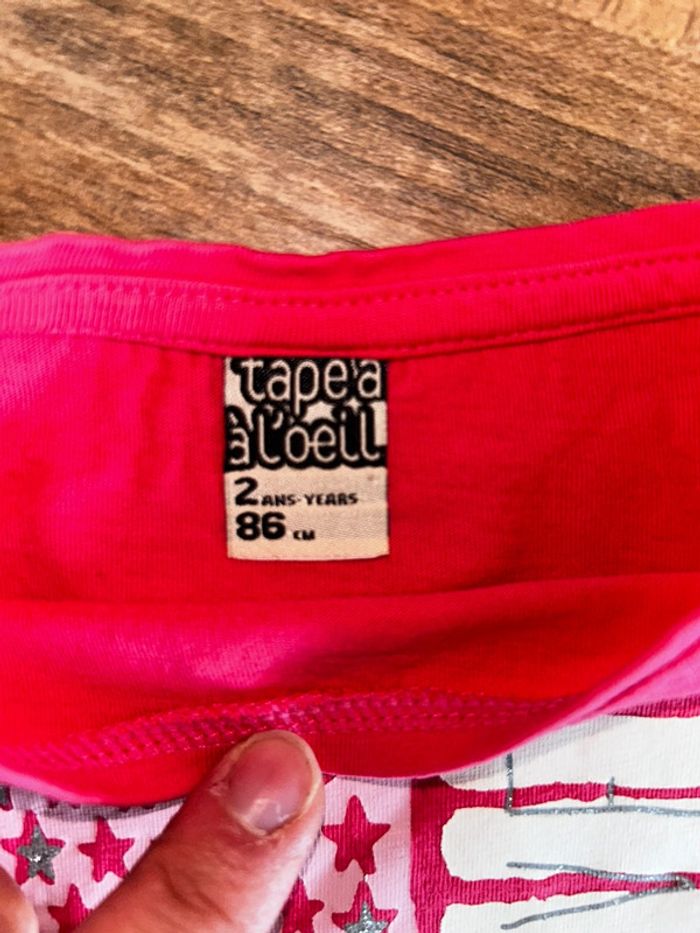 tape à
à l'oeil
2 ANS-YEARS
86 CM